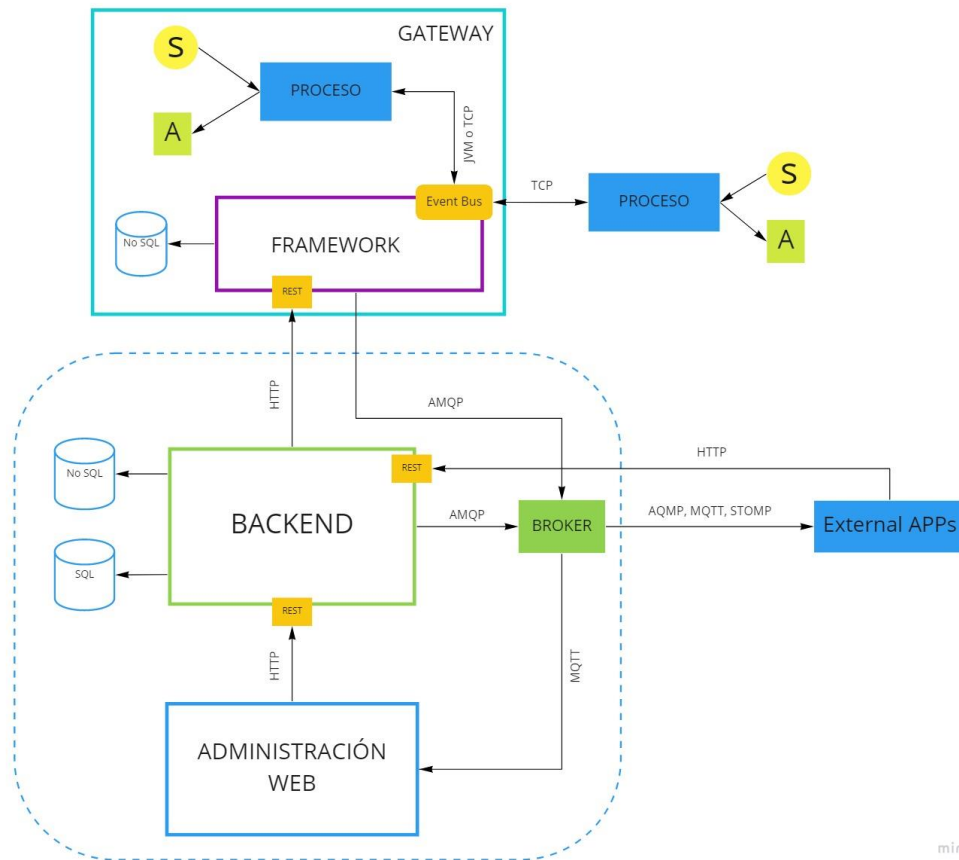 GATEWAY
S
PROCESO
A
JVM o TCP
Event Bus
TCP
PROCESO
S
A
No SQL
FRAMEWORK
REST
HTTP
AMQP
No SQL
SQL
BACKEND
REST
HTTP
AMQP
BROKER
AQMP, MQTT, STOMP
External APPs
REST
HTTP
MQTT
ADMINISTRACIÓN
WEB